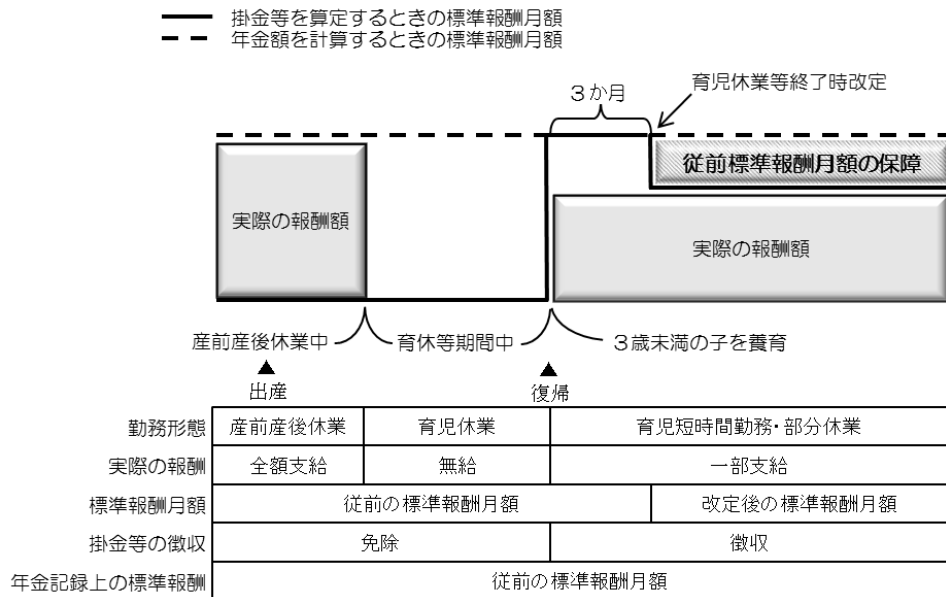 掛金等を算定するときの標準報酬月額
年金額を計算するときの標準報酬月額
3か月
育児休業等終了時改定
従前標準報酬月額の保障
実際の報酬額
実際の報酬額
産前産後休業中
育休等期間中
3歳未満の子を養育
▲
▲
出産
復帰
勤務形態 産前産後休業 育児休業 育児短時間勤務・部分休業
実際の報酬 全額支給 無給 一部支給
標準報酬月額 従前の標準報酬月額 改定後の標準報酬月額
掛金等の徴収 免除 徴収
年金記録上の標準報酬 従前の標準報酬月額